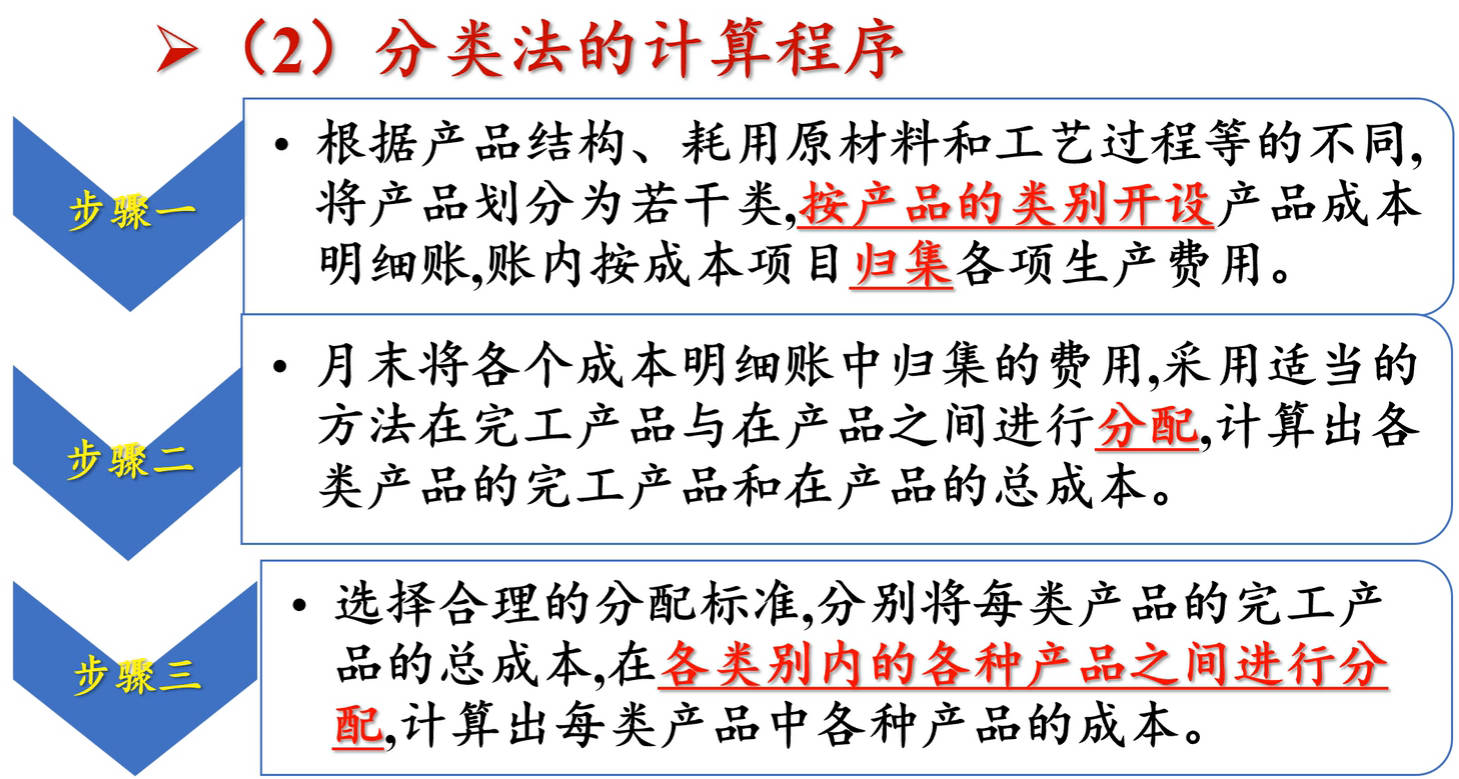 （2）分类法的计算程序
步骤一
• 根据产品结构、耗用原材料和工艺过程等的不同,
将产品划分为若干类,按产品的类别开设产品成本
明细账,账内按成本项目归集各项生产费用。
步骤二
• 月末将各个成本明细账中归集的费用,采用适当的
方法在完工产品与在产品之间进行分配,计算出各
类产品的完工产品和在产品的总成本。
步骤三
• 选择合理的分配标准,分别将每类产品的完工产
品的总成本,在各类别内的各种产品之间进行分
配,计算出每类产品中各种产品的成本。